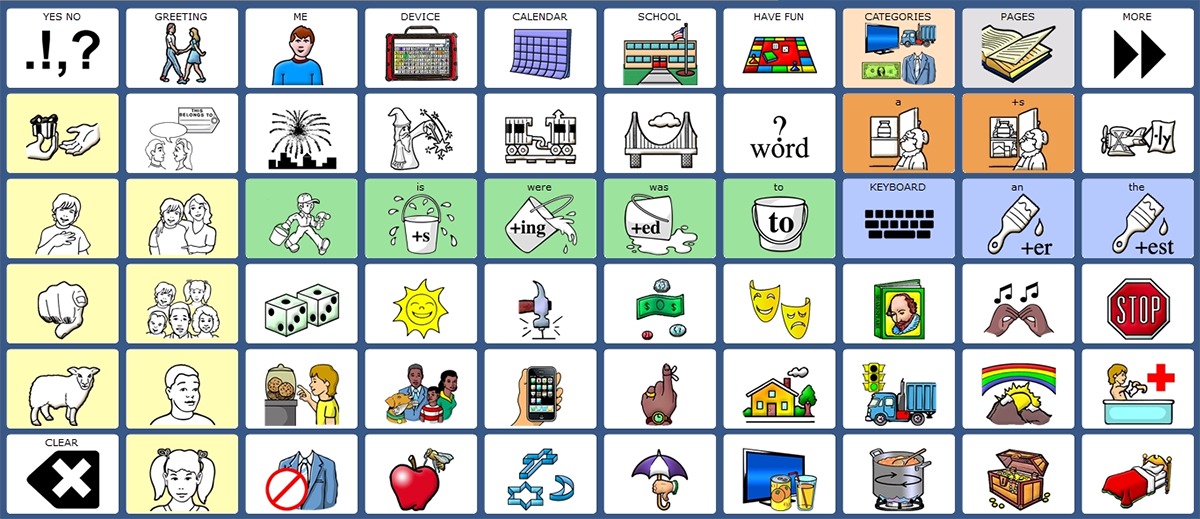 YES NO
GREETING
ME
DEVICE
CALENDAR
SCHOOL
HAVE FUN
CATEGORIES
PAGES
MORE
.!,?
THIS
BELONGS TO
?
word
a
+s
-ly
is
were
was
to
KEYBOARD
an
the
+s
+ing
+ed
to
+er
+est
STOP
CLEAR